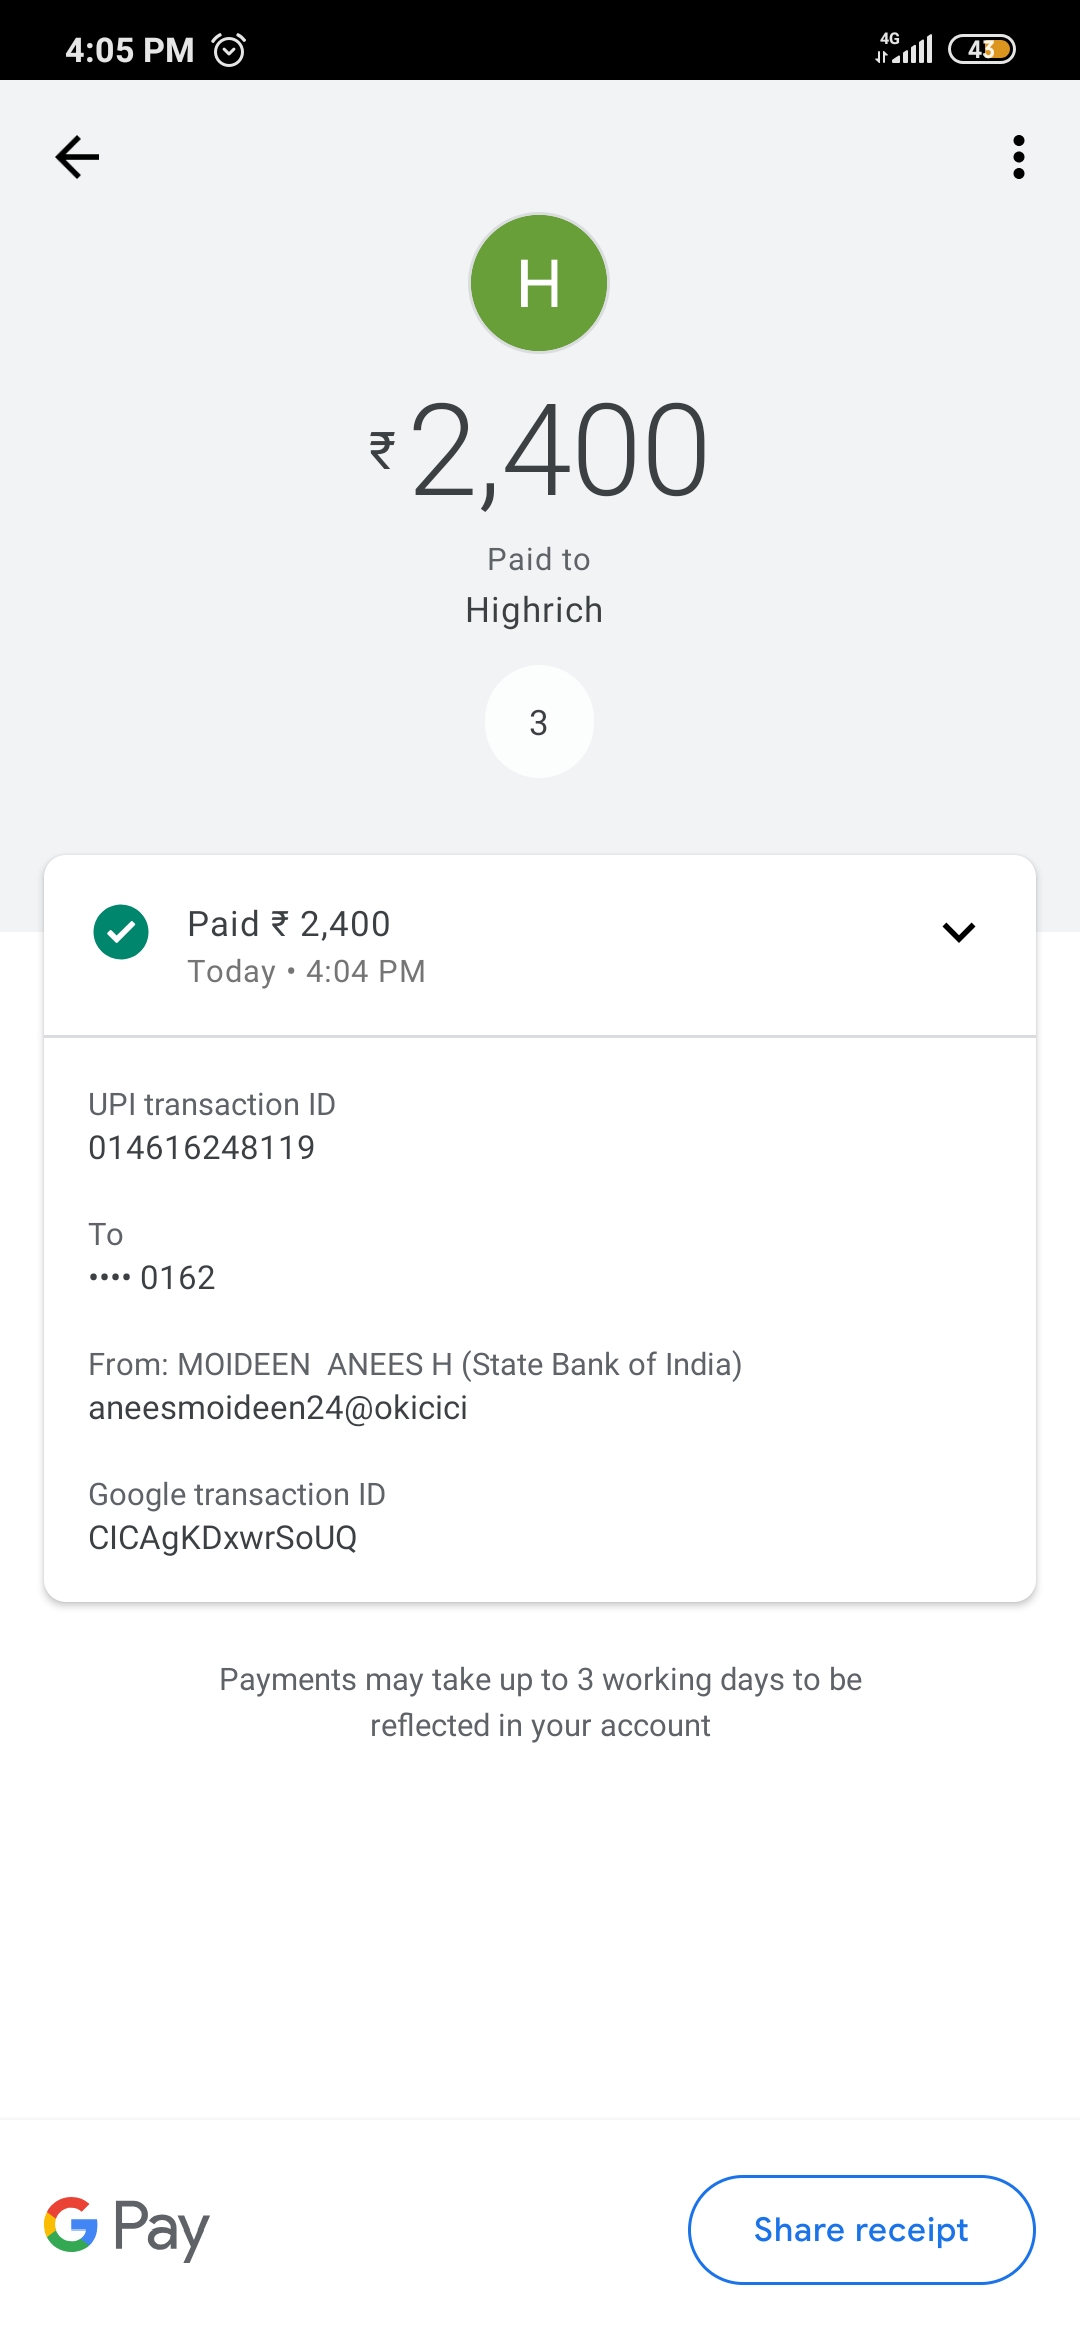 4:05 PM
4G
43
H
₹2,400
Paid to
Highrich
3
Paid ₹ 2,400
Today • 4:04 PM
UPI transaction ID
014616248119
To
•••• 0162
From: MOIDEEN  ANEES H (State Bank of India)
aneesmoideen24@okicici
Google transaction ID
CICAgKDxwrSoUQ
Payments may take up to 3 working days to be
reflected in your account
G Pay
Share receipt